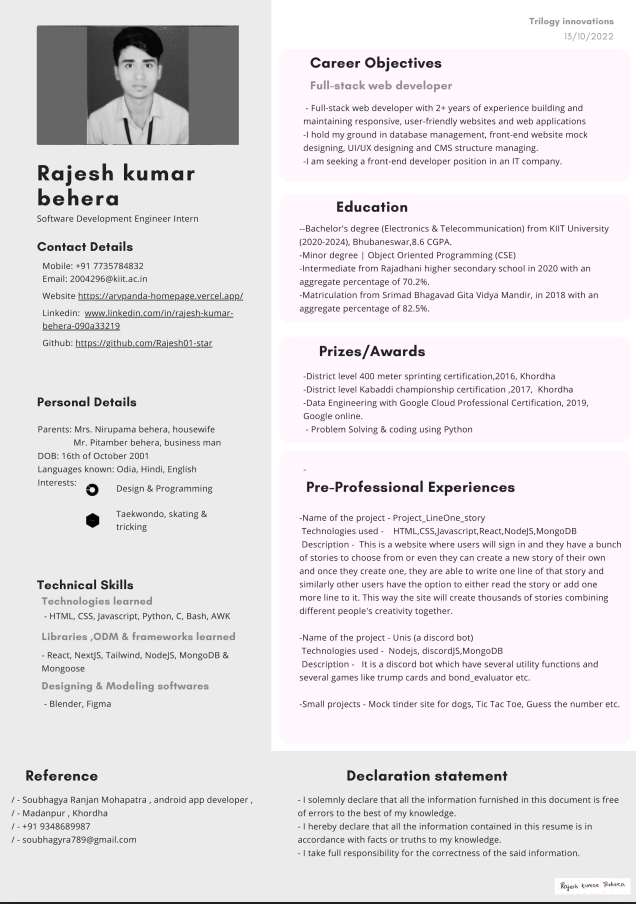 Trilogy innovations
13/10/2022
Rajesh kumar
behera
Software Development Engineer Intern
Contact Details
Mobile: +91 7735784832
Email: 2004296@kiit.ac.in
Website https://arvpanda-homepage.vercel.app/
Linkedin: www.linkedin.com/in/rajesh-kumar-
behera-090a33219
Github: https://github.com/Rajesh01-star
Personal Details
Parents: Mrs. Nirupama behera, housewife
Mr. Pitamber behera, business man
DOB: 16th of October 2001
Languages known: Odia, Hindi, English
Interests:
Design & Programming
Taekwondo, skating &
tricking
Technical Skills
Technologies learned
- HTML, CSS, Javascript, Python, C, Bash, AWK
Libraries ,ODM & frameworks learned
- React, NextJS, Tailwind, NodeJS, MongoDB &
Mongoose
Designing & Modeling softwares
- Blender, Figma
Career Objectives
Full-stack web developer
- Full-stack web developer with 2+ years of experience building and
maintaining responsive, user-friendly websites and web applications
-I hold my ground in database management, front-end website mock
designing, UI/UX designing and CMS structure managing.
-I am seeking a front-end developer position in an IT company.
Education
--Bachelor's degree (Electronics & Telecommunication) from KIIT University
(2020-2024), Bhubaneswar,8.6 CGPA.
-Minor degree | Object Oriented Programming (CSE)
-Intermediate from Rajadhani higher secondary school in 2020 with an
aggregate percentage of 70.2%.
-Matriculation from Srimad Bhagavad Gita Vidya Mandir, in 2018 with an
aggregate percentage of 82.5%.
Prizes/Awards
-District level 400 meter sprinting certification,2016, Khordha
-District level Kabaddi championship certification ,2017, Khordha
-Data Engineering with Google Cloud Professional Certification, 2019,
Google online.
- Problem Solving & coding using Python
-
Pre-Professional Experiences
-Name of the project - Project_LineOne_story
Technologies used - HTML,CSS,Javascript,React,NodeJS,MongoDB
Description - This is a website where users will sign in and they have a bunch
of stories to choose from or even they can create a new story of their own
and once they create one, they are able to write one line of that story and
similarly other users have the option to either read the story or add one
more line to it. This way the site will create thousands of stories combining
different people's creativity together.
-Name of the project - Unis (a discord bot)
Technologies used - Nodejs, discordJS,MongoDB
Description - It is a discord bot which have several utility functions and
several games like trump cards and bond_evaluator etc.
-Small projects - Mock tinder site for dogs, Tic Tac Toe, Guess the number etc.
Reference
/ - Soubhagya Ranjan Mohapatra , android app developer ,
/ - Madanpur , Khordha
/ - +91 9348689987
/ - soubhagyra789@gmail.com
Declaration statement
- I solemnly declare that all the information furnished in this document is free
of errors to the best of my knowledge.
- I hereby declare that all the information contained in this resume is in
accordance with facts or truths to my knowledge.
- I take full responsibility for the correctness of the said information.
Rajesh kumar Behera